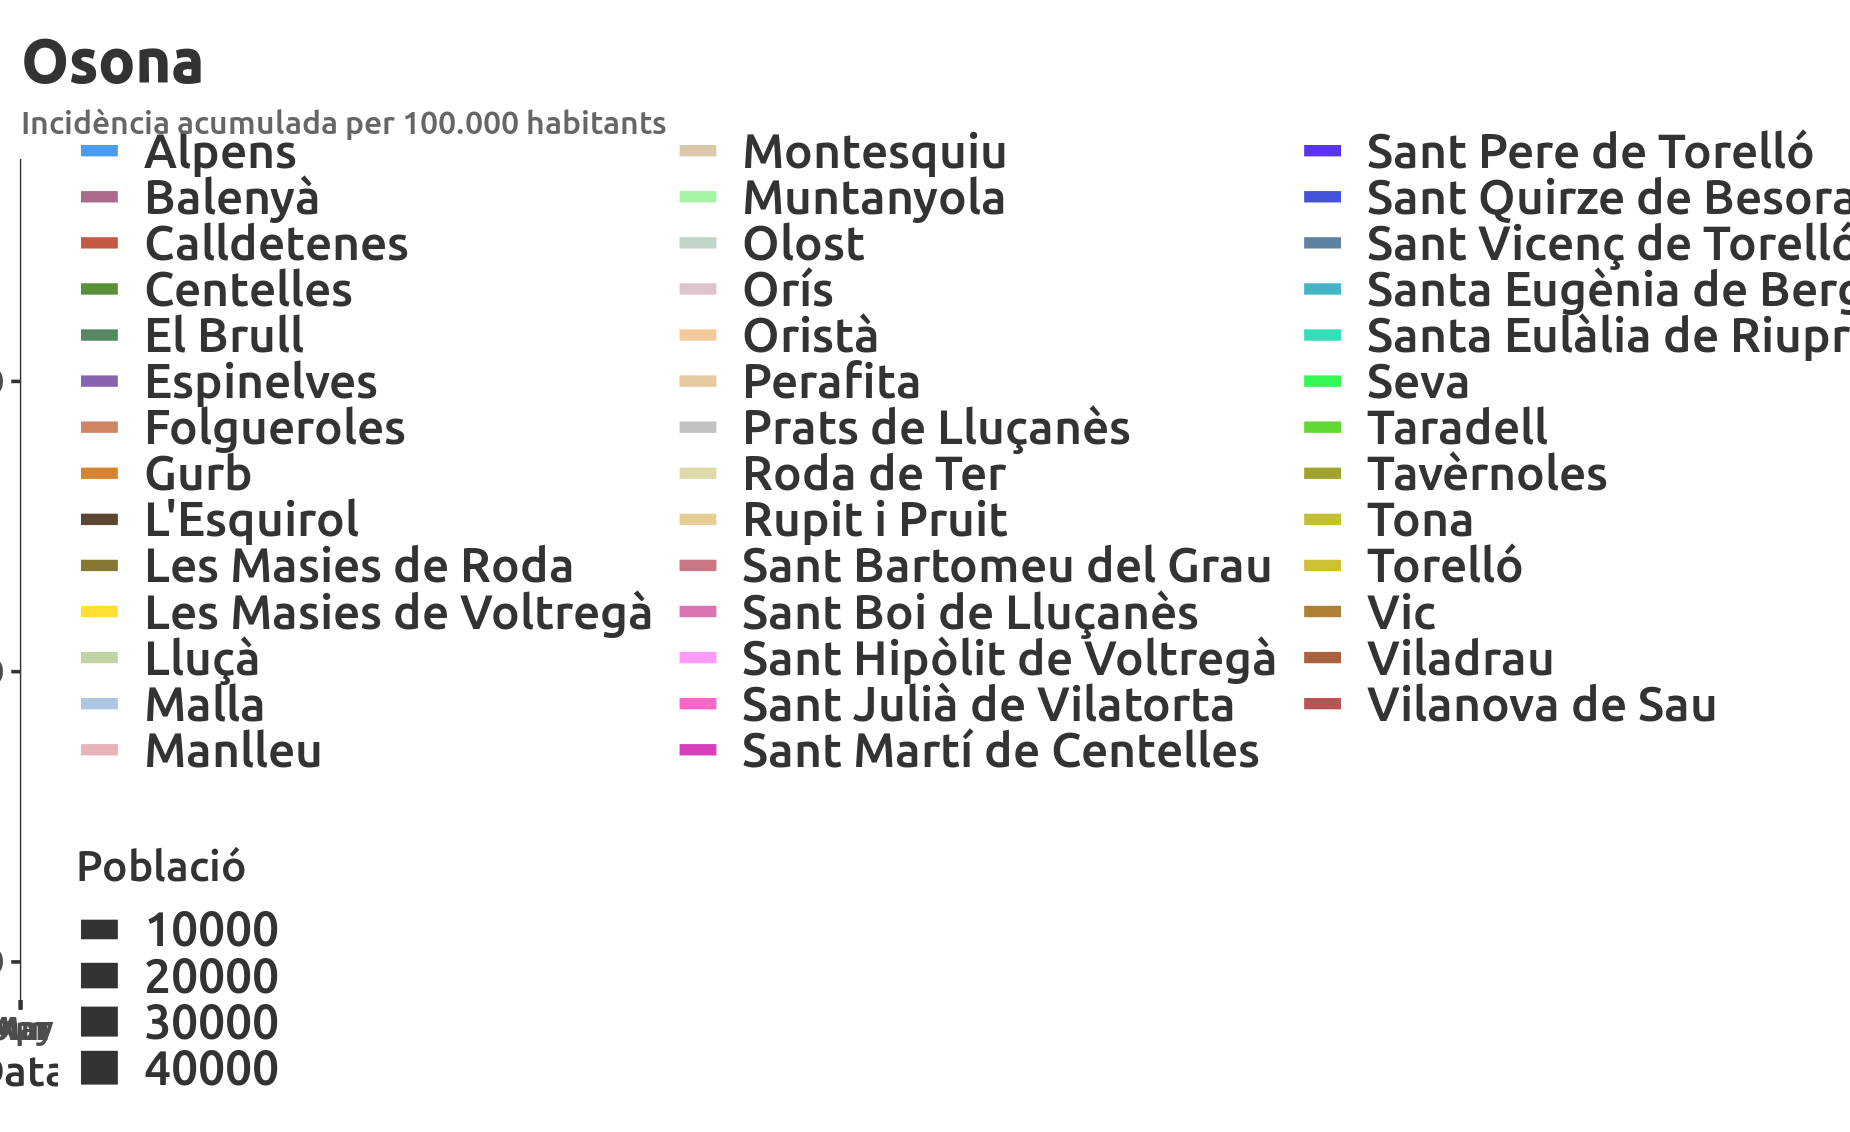 Osona
Incidència acumulada per 100.000 habitants
Alpens
Balenyà
Calldetenes
Centelles
El Brull
Espinelves
Folgueroles
Gurb
L'Esquirol
Les Masies de Roda
Les Masies de Voltregà
Lluçà
Malla
Manlleu
Montesquiu
Muntanyola
Olost
Orís
Oristà
Perafita
Prats de Lluçanès
Roda de Ter
Rupit i Pruit
Sant Bartomeu del Grau
Sant Boi de Lluçanès
Sant Hipòlit de Voltregà
Sant Julià de Vilatorta
Sant Martí de Centelles
Sant Pere de Torelló
Sant Quirze de Besora
Sant Vicenç de Torelló
Santa Eugènia de Berg
Santa Eulàlia de Riupr
Seva
Taradell
Tavèrnoles
Tona
Torelló
Vic
Viladrau
Vilanova de Sau
Població
10000
20000
30000
40000
Data